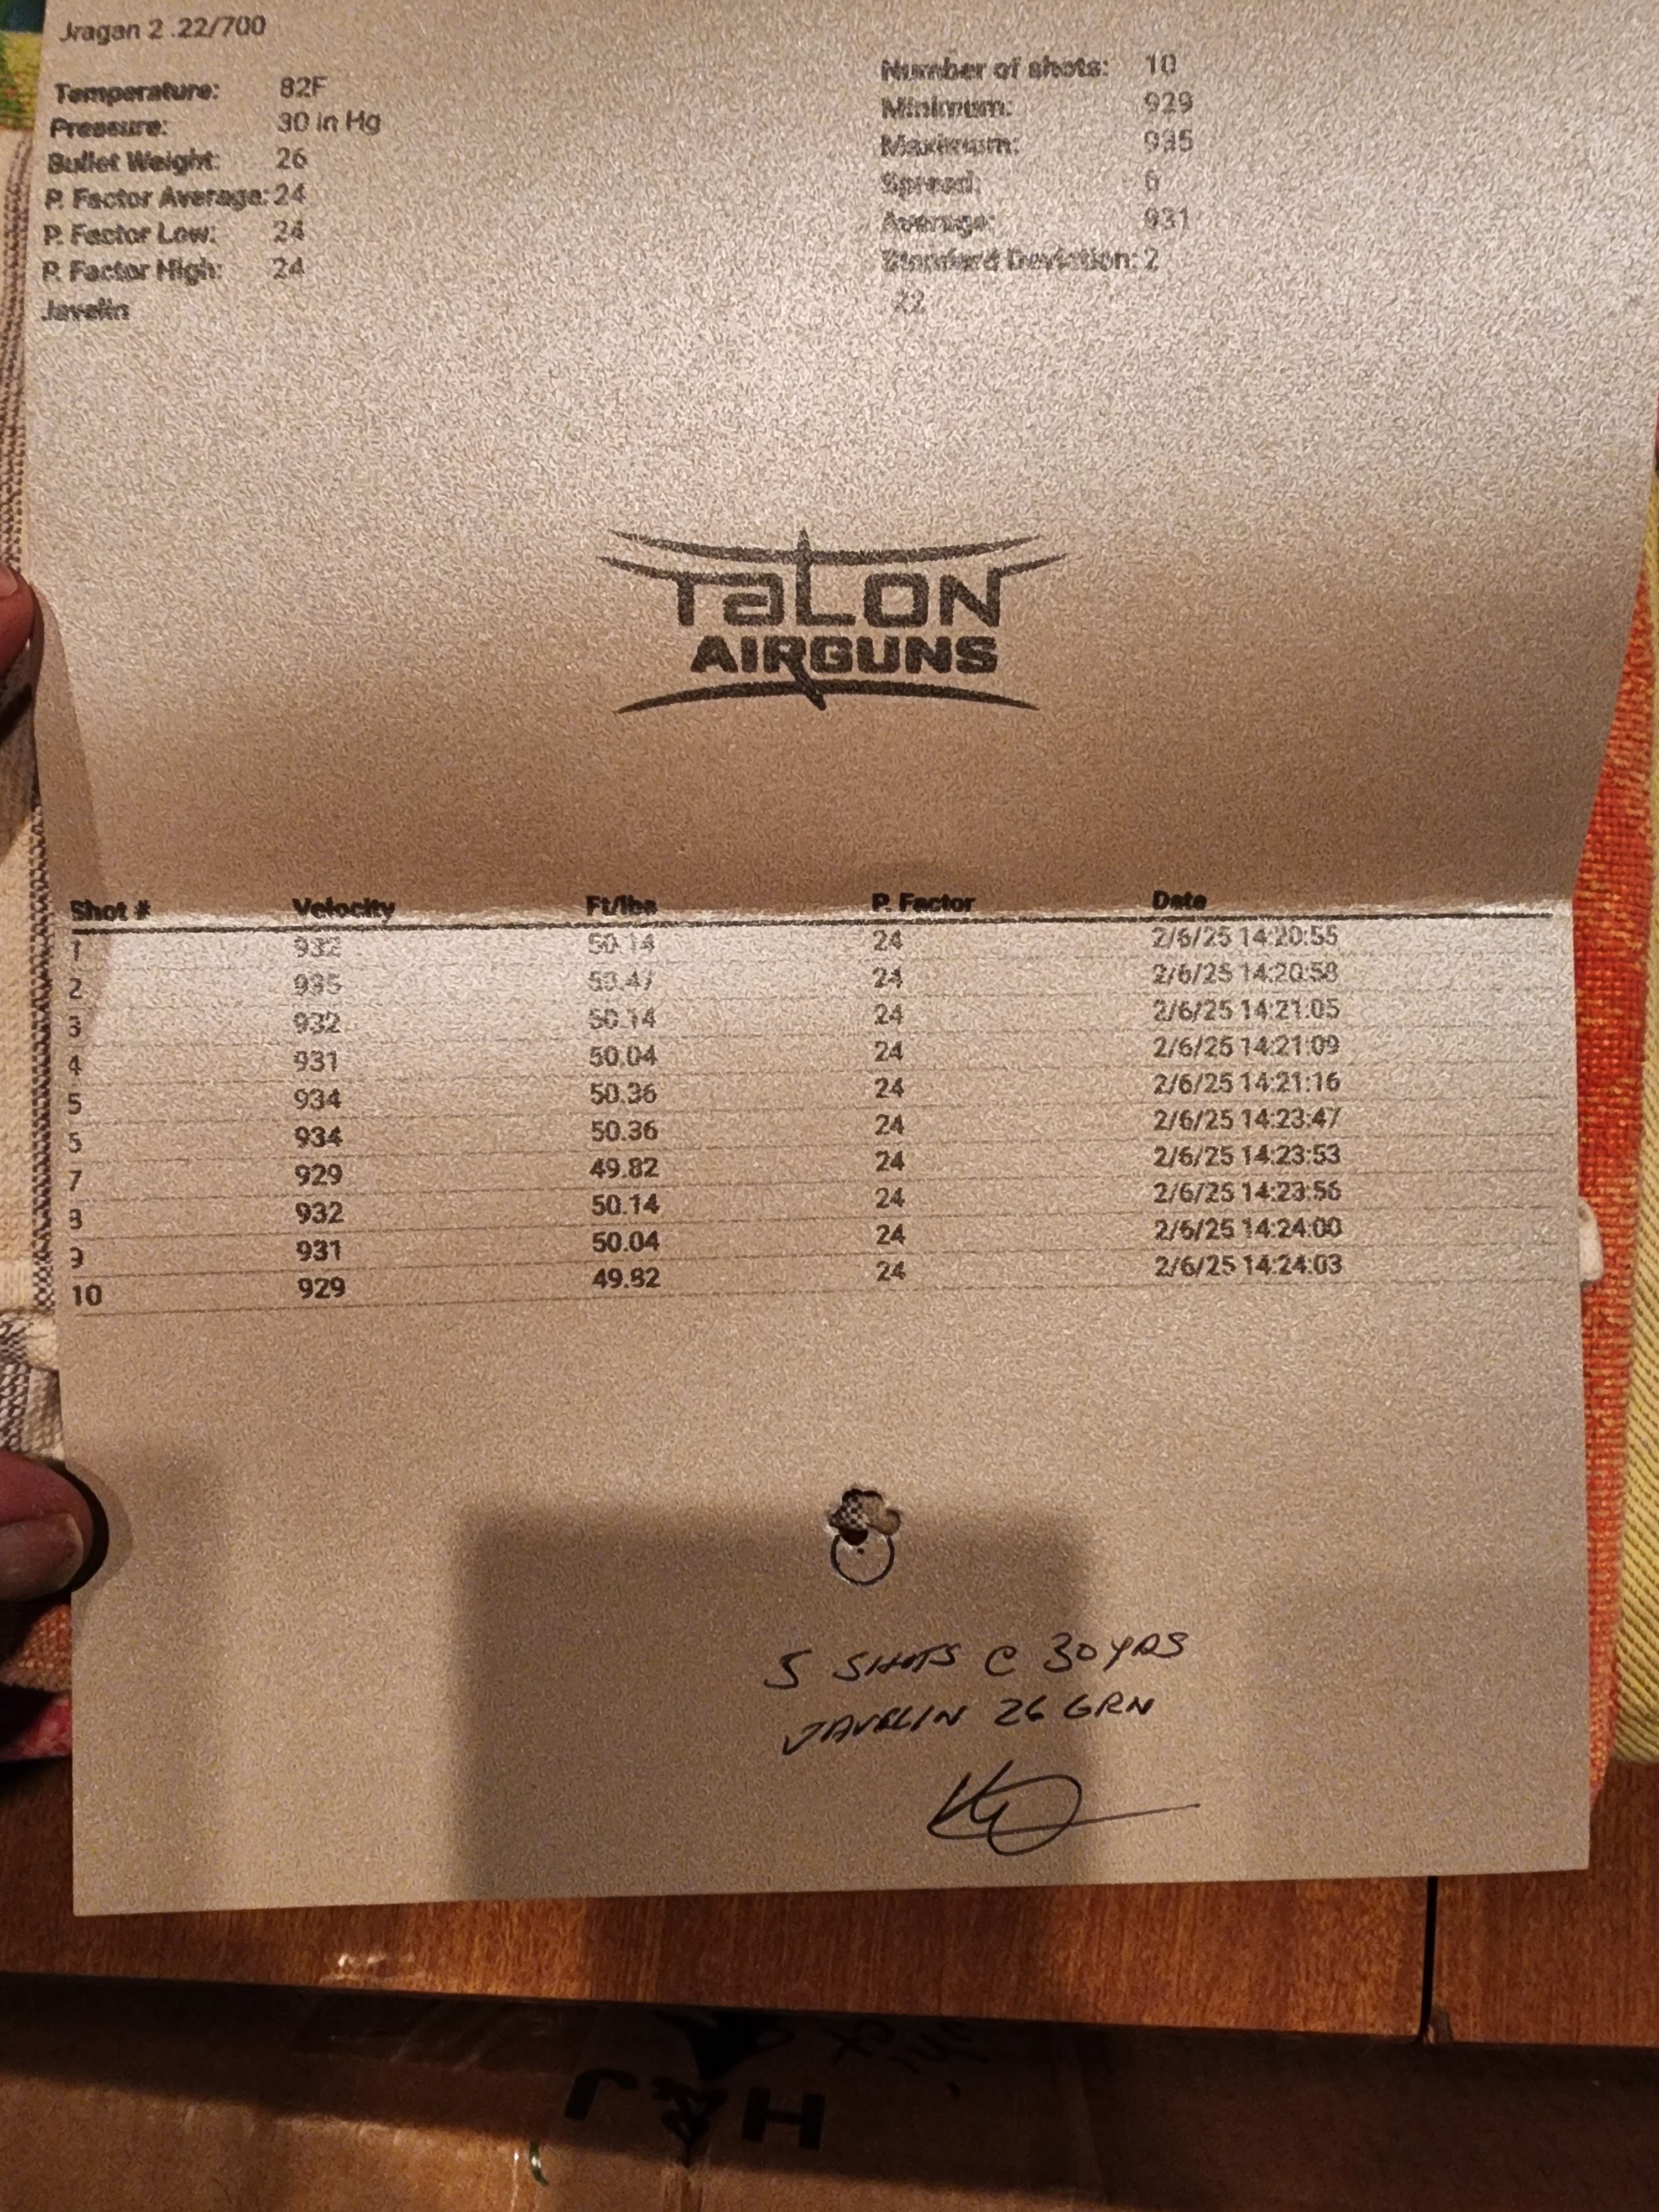 Jragan 2 .22/700
Temperature: 82F
Pressure: 30 in Hg
Bullet Weight: 26
P. Factor Average: 24
P. Factor Low: 24
P. Factor High: 24
Javelin
Number of shots: 10
Minimum: 929
Maximum: 935
Spread: 6
Average: 931
Standard Deviation: 2
22
TaLON
AIRGUNS
Shot # Velocity Ft/lbs P. Factor Date
1 932 50.14 24 2/6/25 14:20:55
2 935 50.47 24 2/6/25 14:20:58
3 932 50.14 24 2/6/25 14:21:05
4 931 50.04 24 2/6/25 14:21:09
5 934 50.36 24 2/6/25 14:21:16
5 934 50.36 24 2/6/25 14:23:47
7 929 49.82 24 2/6/25 14:23:53
8 932 50.14 24 2/6/25 14:23:56
9 931 50.04 24 2/6/25 14:24:00
10 929 49.82 24 2/6/25 14:24:03
5 SHOTS @ 30 YDS
JAVELIN 26 GRN
H&J